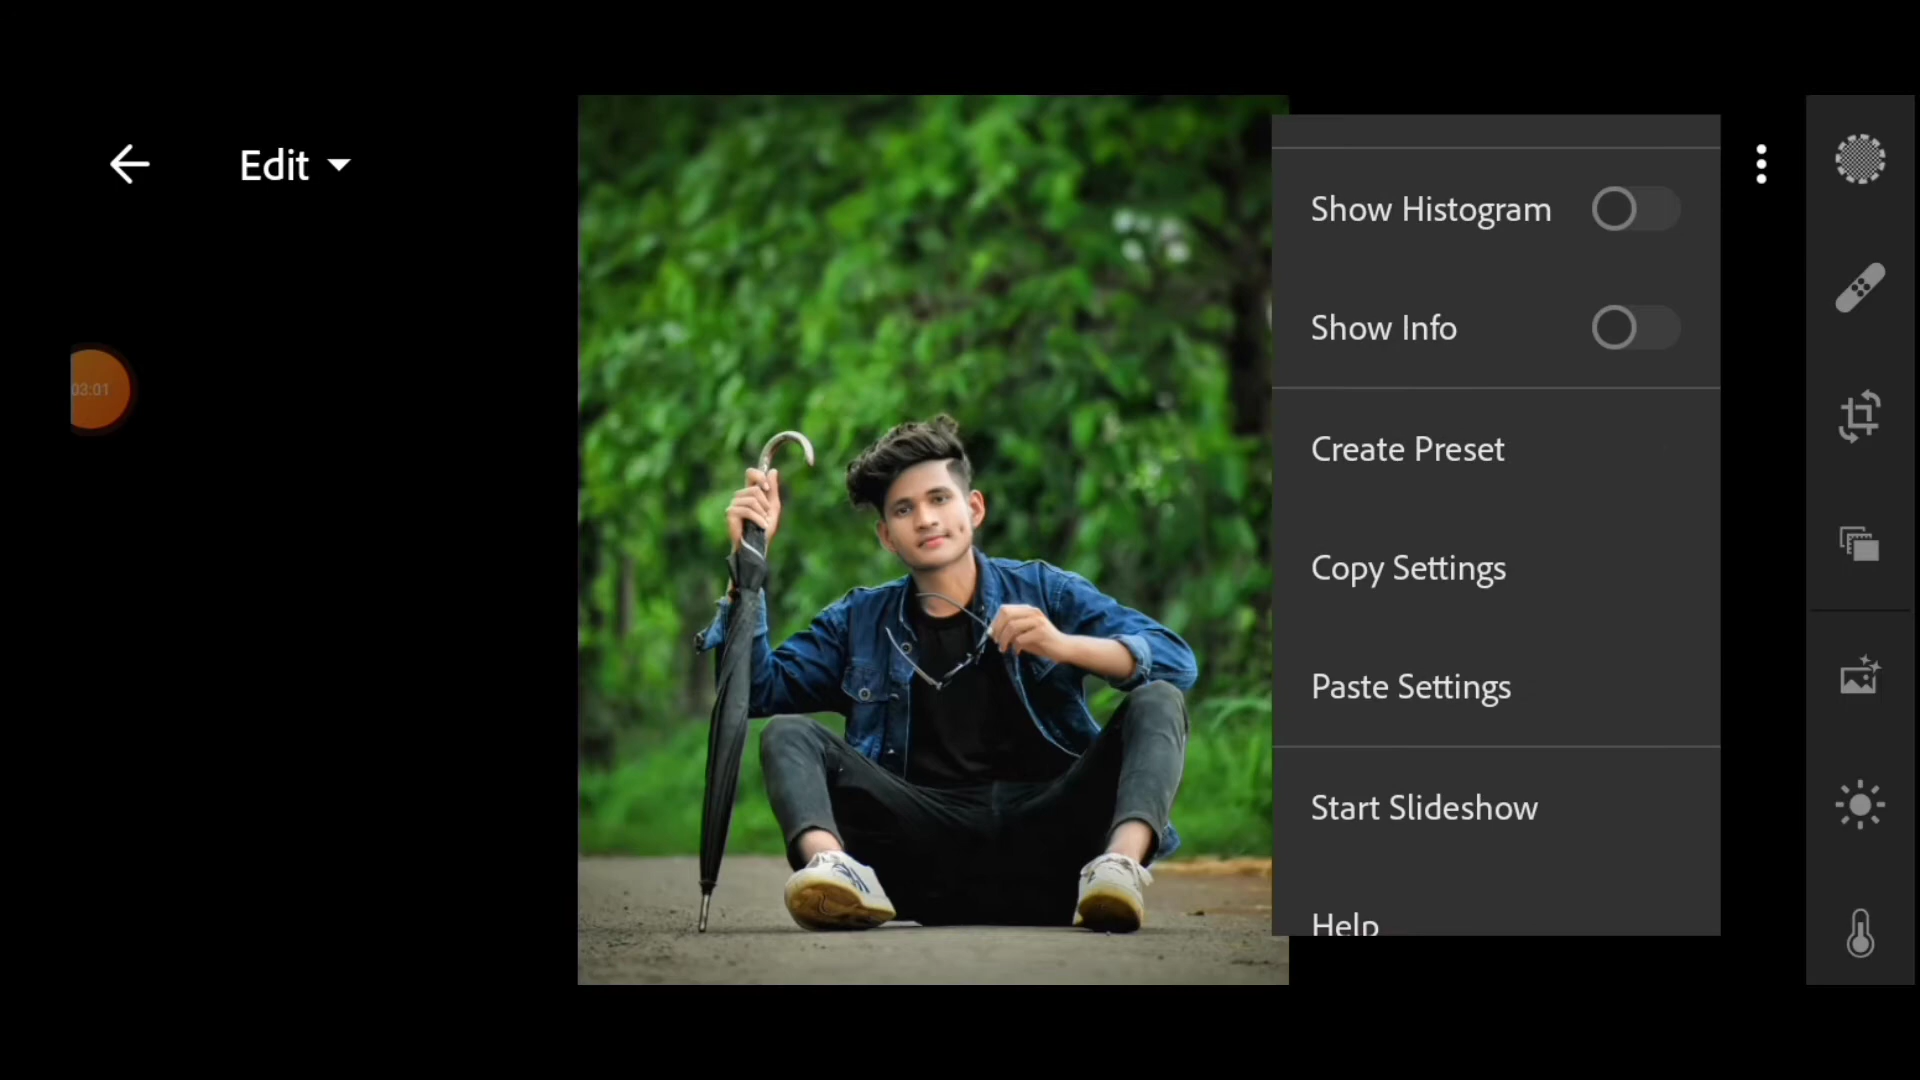 Edit
Show Histogram
Show Info
03:01
Create Preset
Copy Settings
Paste Settings
Start Slideshow
Help